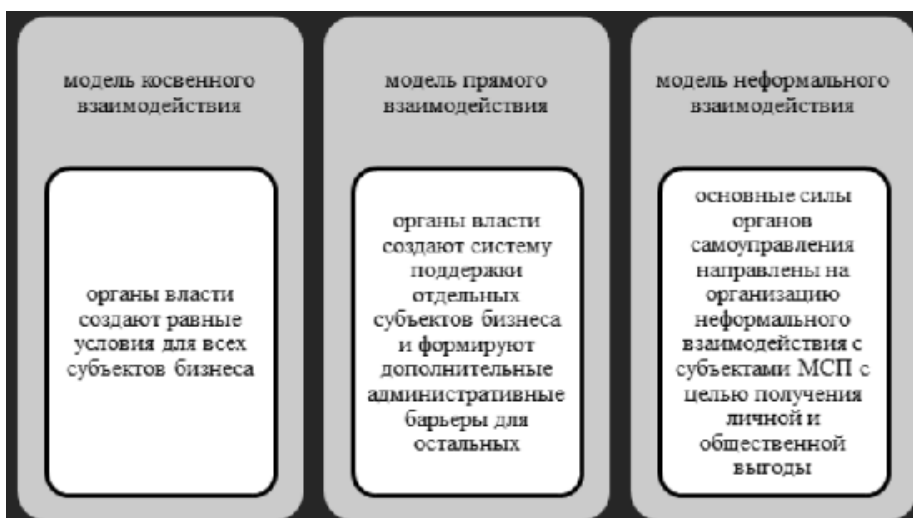 модель косвенного
взаимодействия
органы власти
создают равные
условия для всех
субъектов бизнеса
модель прямого
взаимодействия
органы власти
создают систему
поддержки
отдельных
субъектов бизнеса
и формируют
дополнительные
административные
барьеры для
остальных
модель неформального
взаимодействия
основные силы
органов
самоуправления
направлены на
организацию
неформального
взаимодействия с
субъектами МСП с
целью получения
личной и
общественной
выгоды